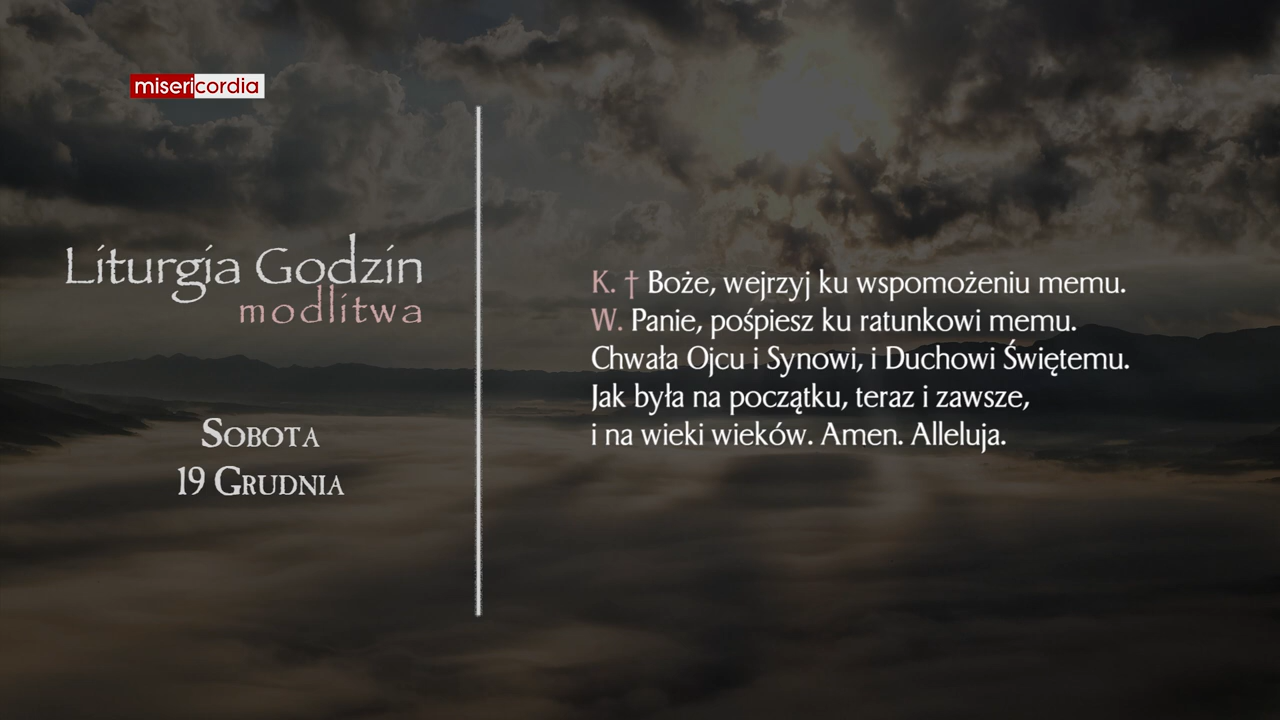 misericordia
Liturgia Godzin
modlitwa
Sobota
19 Grudnia
K. † Boże, wejrzyj ku wspomożeniu memu.
W. Panie, pośpiesz ku ratunkowi memu.
Chwała Ojcu i Synowi, i Duchowi Świętemu.
Jak była na początku, teraz i zawsze,
i na wieki wieków. Amen. Alleluja.